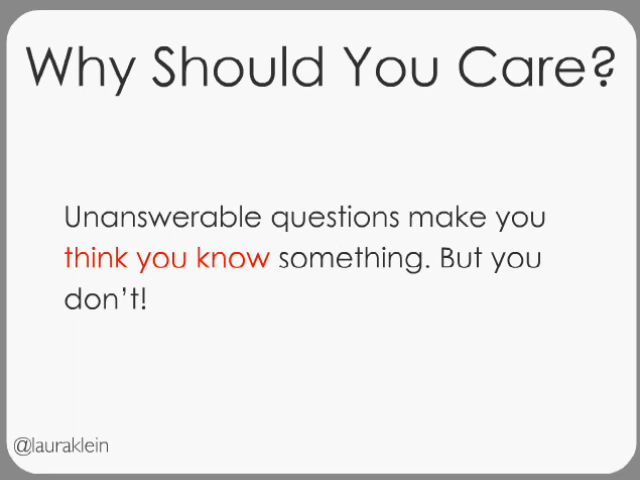 Why Should You Care?
Unanswerable questions make you
think you know something. But you
don't!
@lauraklein